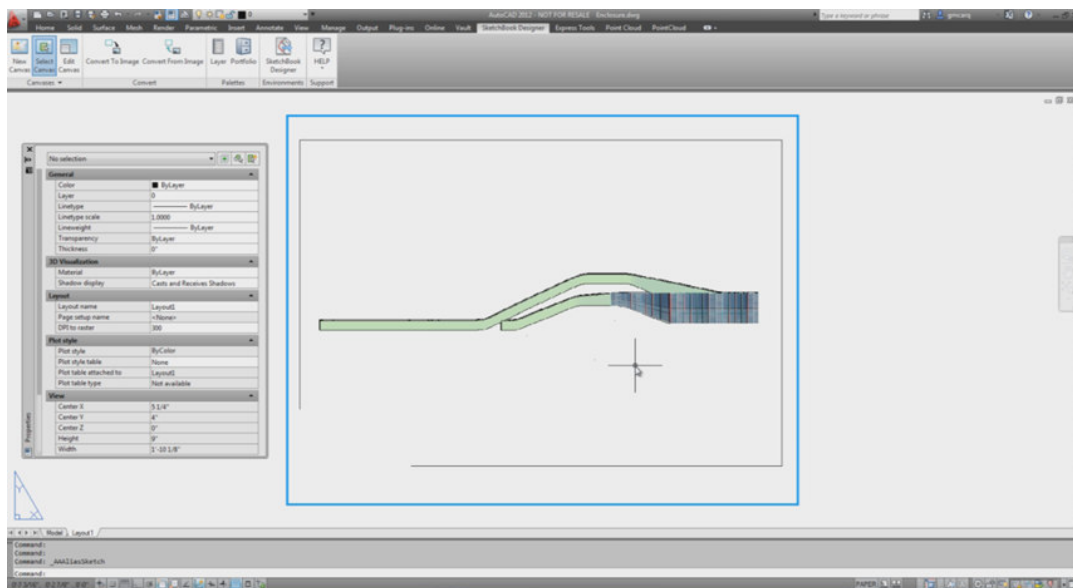 AutoCAD 2012 - NOT FOR RESALE - Enclosure.dwg
Type a keyword or phrase
gmcarq
Home Solid Surface Mesh Render Parametric Insert Annotate View Manage Output Plug-ins Online Vault SketchBook Designer Express Tools Point Cloud PointCloud
New Canvas
Select Canvas
Edit Canvas
Convert To Image
Convert From Image
Layer
Portfolio
SketchBook Designer
HELP
Canvases
Convert
Palettes
Environments
Support
No selection
General
Color ByLayer
Layer 0
Linetype ByLayer
Linetype scale 1.0000
Lineweight ByLayer
Transparency ByLayer
Thickness 0"
3D Visualization
Material ByLayer
Shadow display Casts and Receives Shadows
Layout
Layout name Layout1
Page setup name <None>
DPI to raster 300
Plot style
Plot style ByColor
Plot style table None
Plot table attached to Layout1
Plot table type Not available
View
Center X 5 1/4"
Center Y 4"
Center Z 0"
Height 9"
Width 1'-10 1/8"
Properties
Y
X
Model Layout1
Command:
Command:
Command: _AAAliasSketch
Command:
PAPER